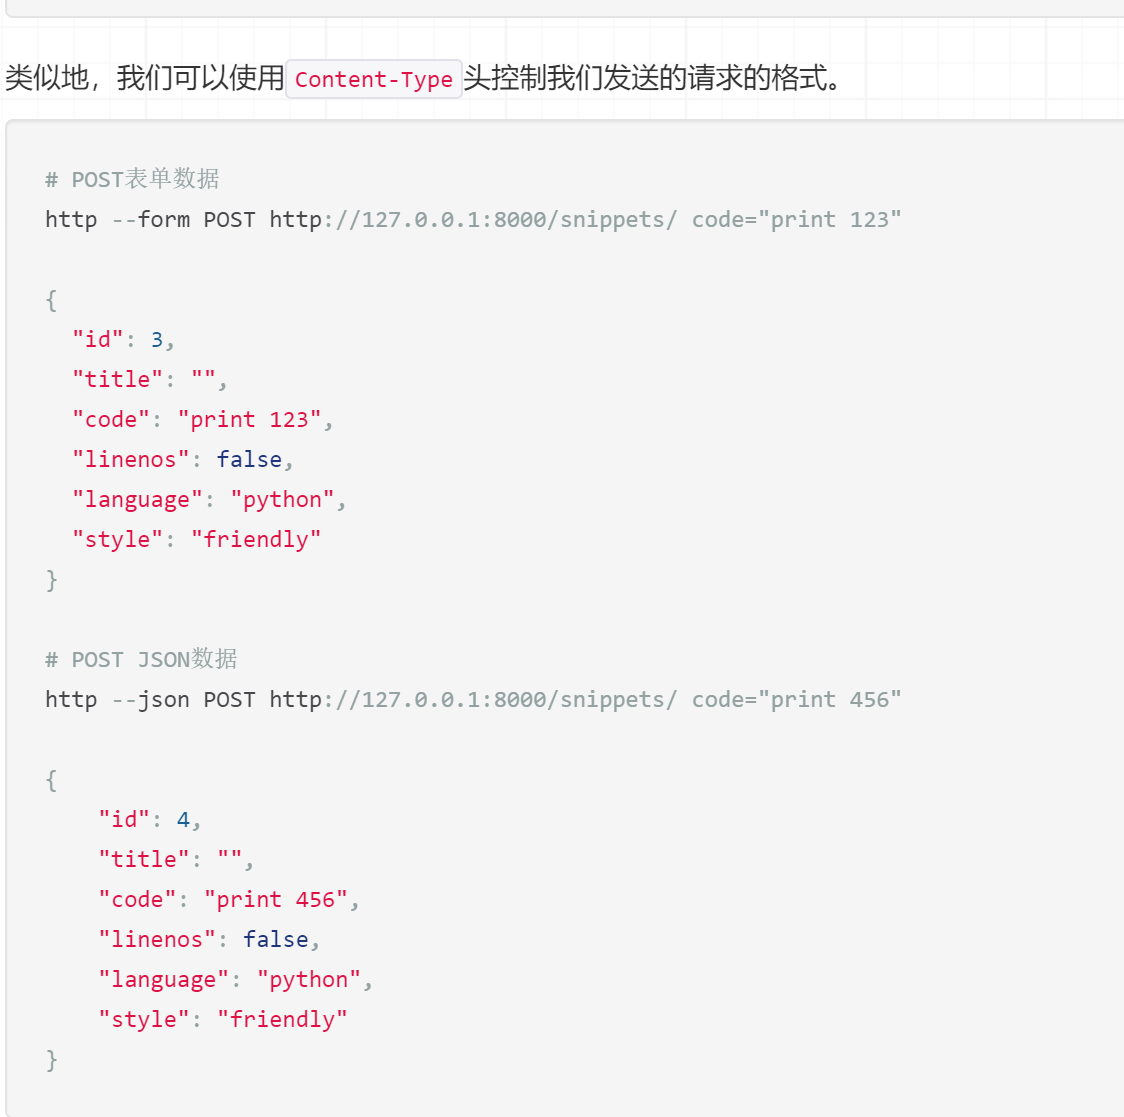 类似地，我们可以使用Content-Type头控制我们发送的请求的格式。
# POST表单数据
http --form POST http://127.0.0.1:8000/snippets/ code="print 123"
{
  "id": 3,
  "title": "",
  "code": "print 123",
  "linenos": false,
  "language": "python",
  "style": "friendly"
}
# POST JSON数据
http --json POST http://127.0.0.1:8000/snippets/ code="print 456"
{
    "id": 4,
    "title": "",
    "code": "print 456",
    "linenos": false,
    "language": "python",
    "style": "friendly"
}